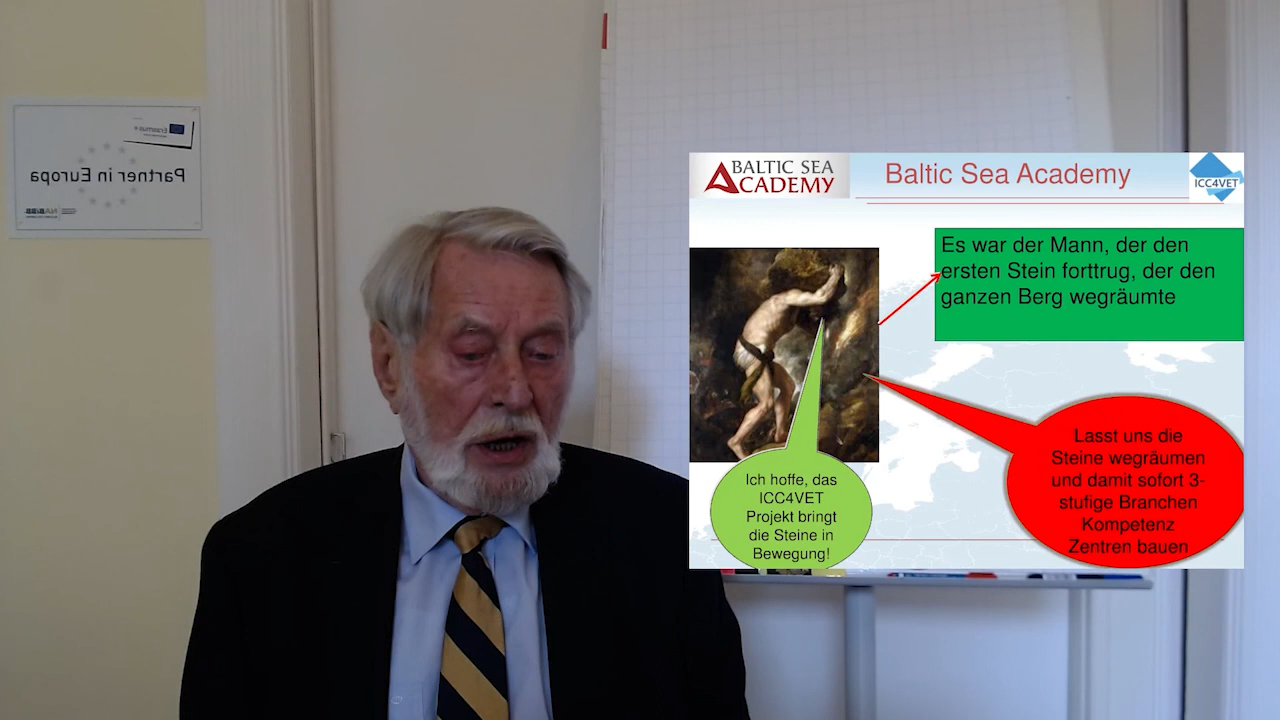 Erasmus+
Partner in Europa
NABIBB
BALTIC SEA
ACADEMY
Baltic Sea Academy
ICC4VET
Es war der Mann, der den
ersten Stein forttrug, der den
ganzen Berg wegräumte
Lasst uns die
Steine wegräumen
und damit sofort 3-
stufige Branchen
Kompetenz
Zentren bauen
Ich hoffe, das
ICC4VET
Projekt bringt
die Steine in
Bewegung!